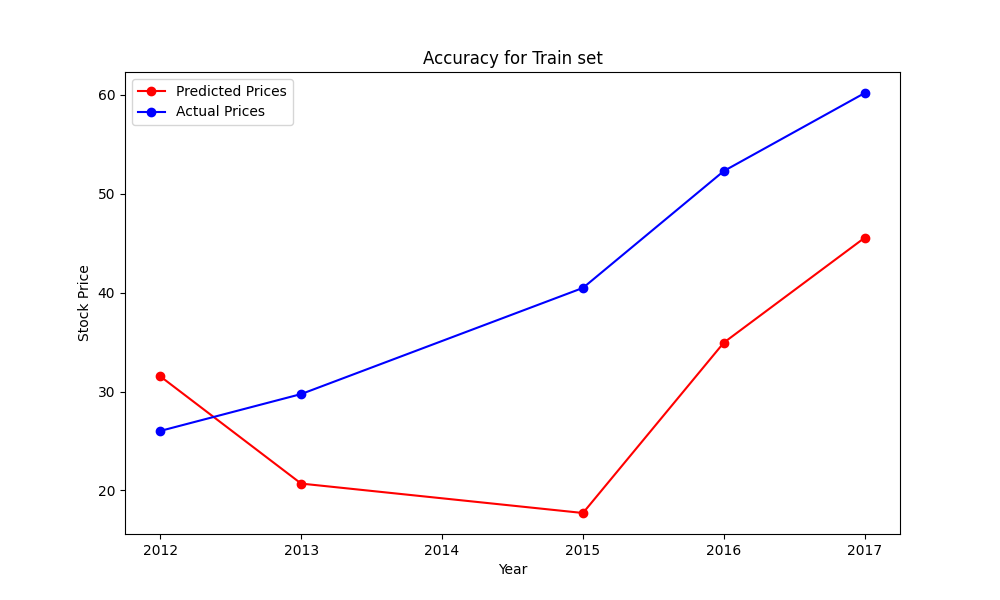 Accuracy for Train set
Predicted Prices
Actual Prices
60
50
40
30
20
Stock Price
2012 2013 2014 2015 2016 2017
Year